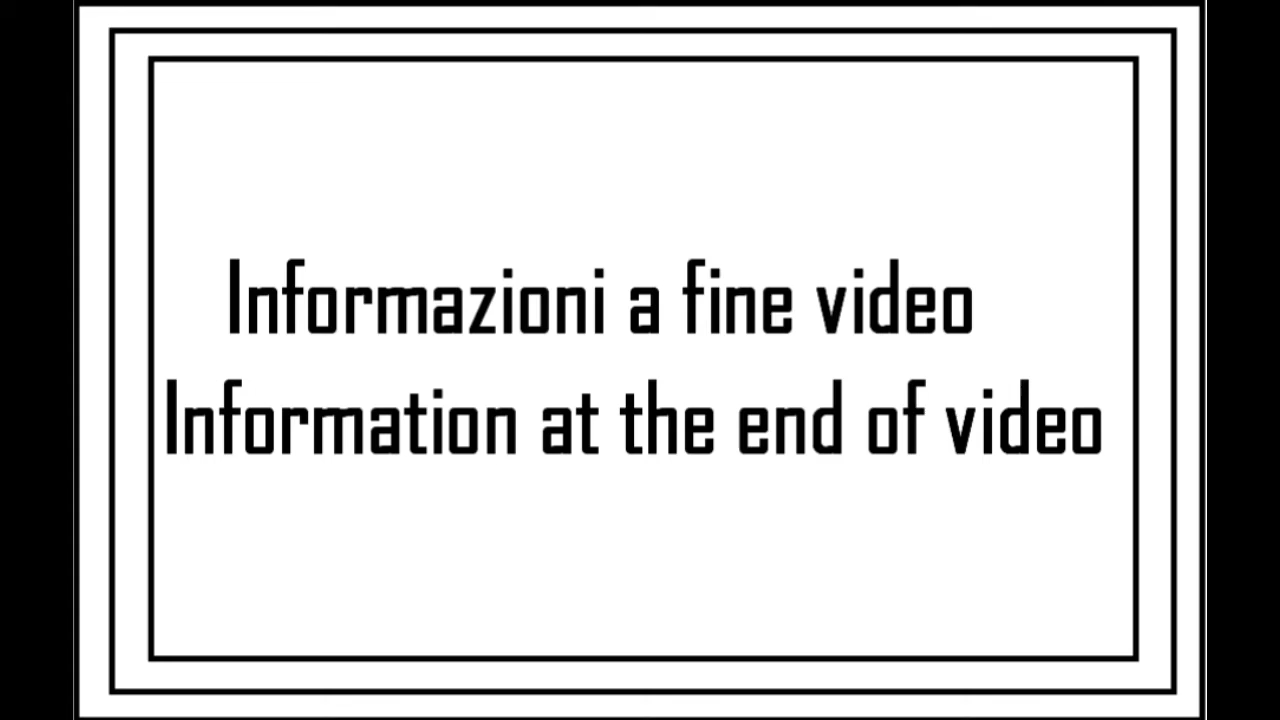 Informazioni a fine video
Information at the end of video